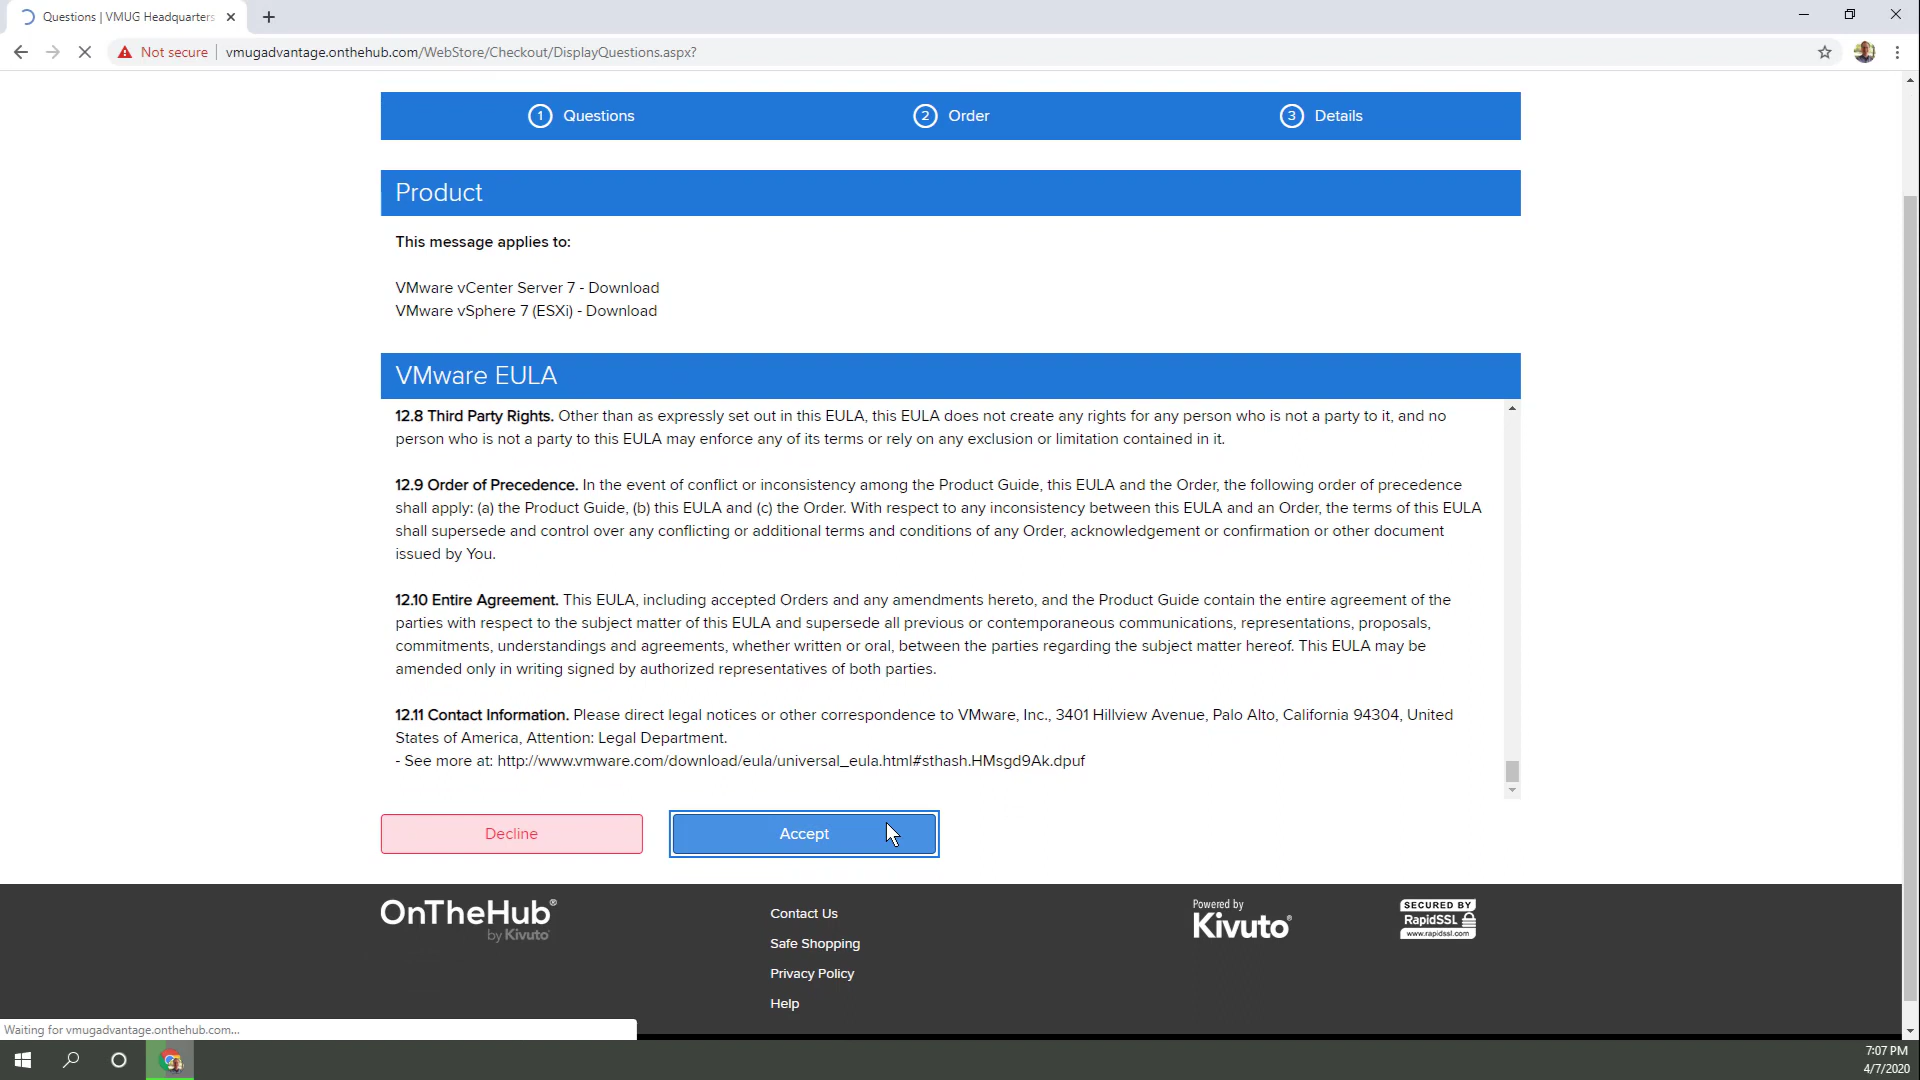 Questions | VMUG Headquarters
Not secure
vmugadvantage.onthehub.com/WebStore/Checkout/DisplayQuestions.aspx?
1 Questions
2 Order
3 Details
Product
This message applies to:
VMware vCenter Server 7 - Download
VMware vSphere 7 (ESXi) - Download
VMware EULA
12.8 Third Party Rights. Other than as expressly set out in this EULA, this EULA does not create any rights for any person who is not a party to it, and no
person who is not a party to this EULA may enforce any of its terms or rely on any exclusion or limitation contained in it.
12.9 Order of Precedence. In the event of conflict or inconsistency among the Product Guide, this EULA and the Order, the following order of precedence
shall apply: (a) the Product Guide, (b) this EULA and (c) the Order. With respect to any inconsistency between this EULA and an Order, the terms of this EULA
shall supersede and control over any conflicting or additional terms and conditions of any Order, acknowledgement or confirmation or other document
issued by You.
12.10 Entire Agreement. This EULA, including accepted Orders and any amendments hereto, and the Product Guide contain the entire agreement of the
parties with respect to the subject matter of this EULA and supersede all previous or contemporaneous communications, representations, proposals,
commitments, understandings and agreements, whether written or oral, between the parties regarding the subject matter hereof. This EULA may be
amended only in writing signed by authorized representatives of both parties.
12.11 Contact Information. Please direct legal notices or other correspondence to VMware, Inc., 3401 Hillview Avenue, Palo Alto, California 94304, United
States of America, Attention: Legal Department.
- See more at: http://www.vmware.com/download/eula/universal_eula.html#sthash.HMsgd9Ak.dpuf
Decline
Accept
OnTheHub®
by Kivuto
Contact Us
Safe Shopping
Privacy Policy
Help
Powered by
Kivuto
SECURED BY
RapidSSL
www.rapidssl.com
Waiting for vmugadvantage.onthehub.com...
7:07 PM
4/7/2020